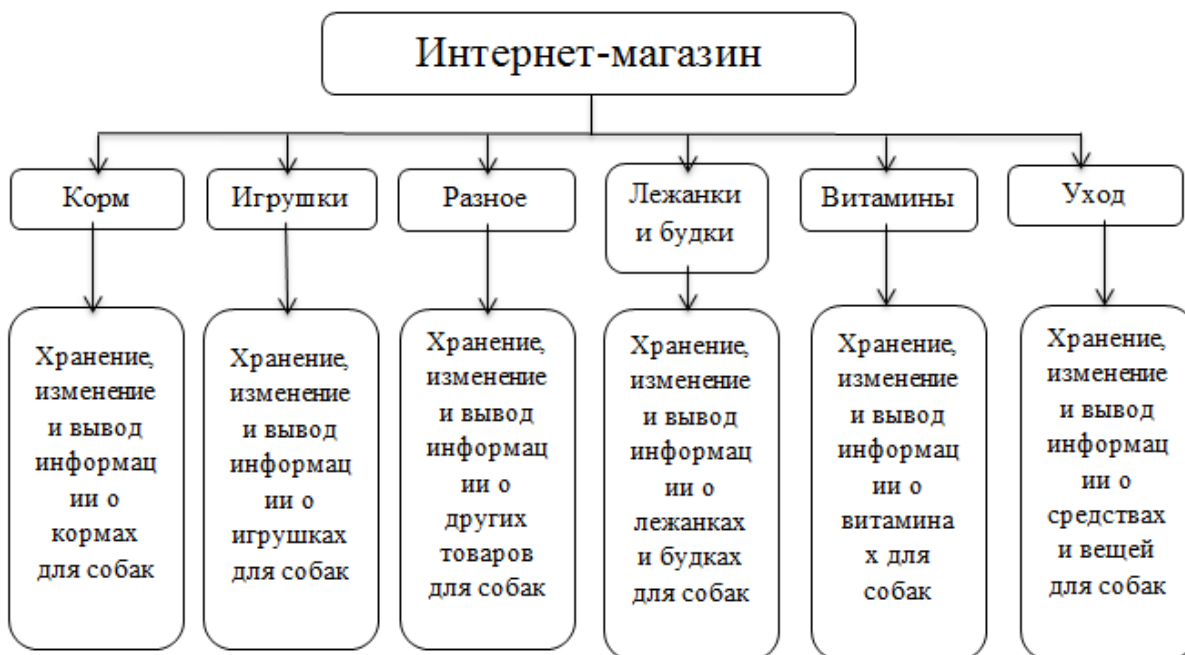 Интернет-магазин
Корм
Игрушки
Разное
Лежанки
и будки
Витамины
Уход
Хранение,
изменение
и вывод
информац
ии о
кормах
для собак
Хранение,
изменение
и вывод
информац
ии о
игрушках
для собак
Хранение,
изменение
и вывод
информац
ии о
других
товаров
для собак
Хранение,
изменение
и вывод
информац
ии о
лежанках
и будках
для собак
Хранение,
изменение
и вывод
информац
ии о
витамина
х для
собак
Хранение,
изменение
и вывод
информац
ии о
средствах
и вещей
для собак